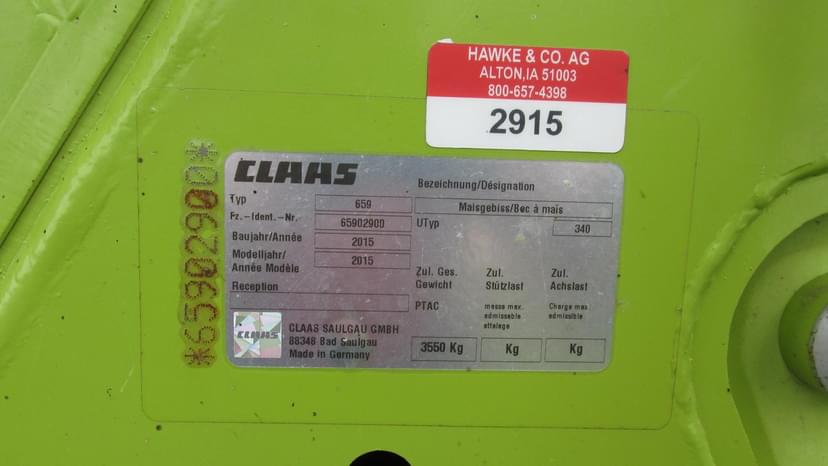 HAWKE & CO. AG
ALTON,IA 51003
800-657-4398
2915
*65902900*
CLAAS
Bezeichnung/Désignation
Typ 659 Maisgebiss/Bec à mais
Fz.-Ident.-Nr. 65902900 UTyp 340
Baujahr/Année 2015
Modelljahr/
Année Modèle 2015
Reception
Zul. Ges.
Gewicht
PTAC
3550 Kg
Zul.
Stützlast
masse max.
admissible
attelage
Kg
Zul.
Achslast
Charge max
admissible
Kg
CLAAS
CLAAS SAULGAU GMBH
88348 Bad Saulgau
Made in Germany